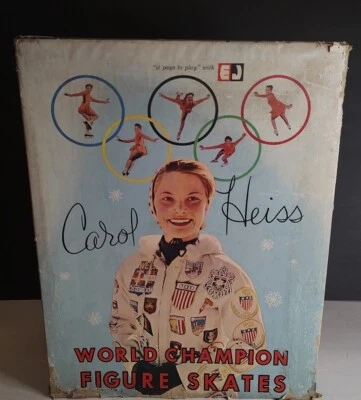 "it pays to play" with EJ
Carol Heiss
WORLD CHAMPION
FIGURE SKATES